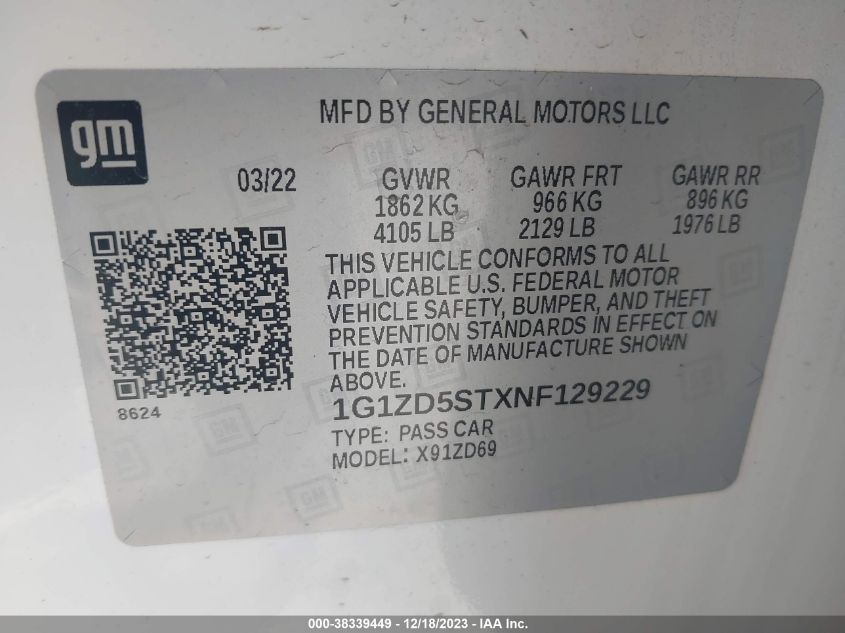 MFD BY GENERAL MOTORS LLC
gm
03/22 GVWR GAWR FRT GAWR RR
1862 KG 966 KG 896 KG
4105 LB 2129 LB 1976 LB
THIS VEHICLE CONFORMS TO ALL
APPLICABLE U.S. FEDERAL MOTOR
VEHICLE SAFETY, BUMPER, AND THEFT
PREVENTION STANDARDS IN EFFECT ON
THE DATE OF MANUFACTURE SHOWN
ABOVE.
8624
1G1ZD5STXNF129229
TYPE: PASS CAR
MODEL: X91ZD69
000-38339449 - 12/18/2023 - IAA Inc.